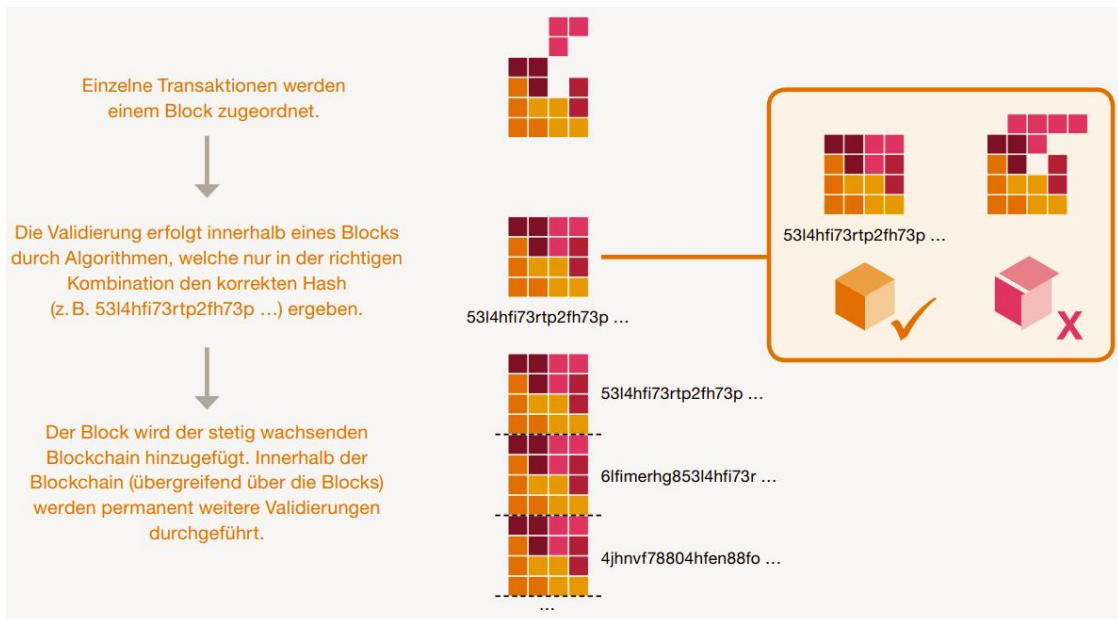 Einzelne Transaktionen werden
einem Block zugeordnet.
Die Validierung erfolgt innerhalb eines Blocks
durch Algorithmen, welche nur in der richtigen
Kombination den korrekten Hash
(z. B. 53l4hfi73rtp2fh73p ...) ergeben.
53l4hfi73rtp2fh73p ...
53l4hfi73rtp2fh73p ...
X
Der Block wird der stetig wachsenden
Blockchain hinzugefügt. Innerhalb der
Blockchain (übergreifend über die Blocks)
werden permanent weitere Validierungen
durchgeführt.
53l4hfi73rtp2fh73p ...
6lfimerhg853l4hfi73r ...
4jhnvf78804hfen88fo ...
...